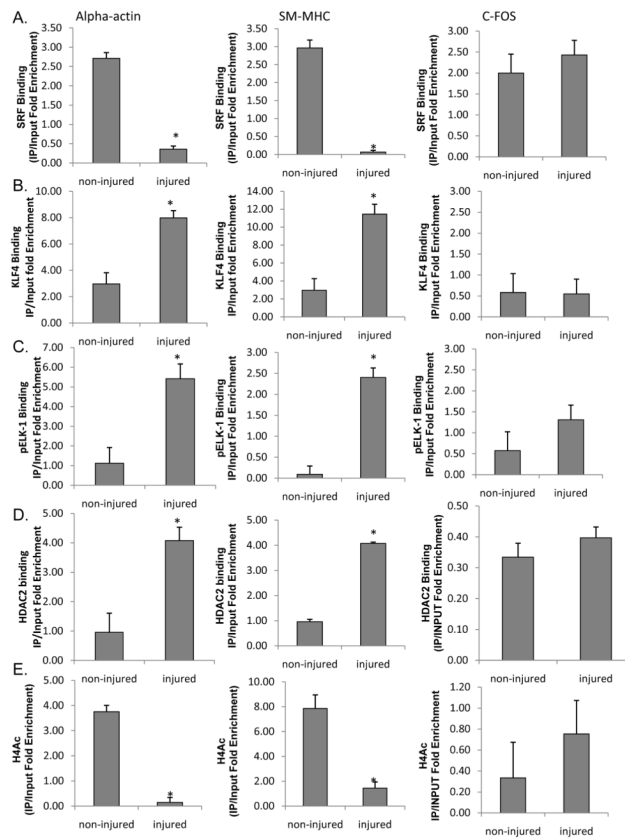 A.
Alpha-actin
SM-MHC
C-FOS
SRF Binding
(IP/Input Fold Enrichment)
3.50
3.00
2.50
2.00
1.50
1.00
0.50
0.00
*
non-injured injured
SRF Binding
(IP/Input Fold Enrichment)
3.50
3.00
2.50
2.00
1.50
1.00
0.50
0.00
*
non-injured injured
SRF Binding
(IP/Input Fold Enrichment)
3.50
3.00
2.50
2.00
1.50
1.00
0.50
0.00
non-injured injured
B.
KLF4 Binding
IP/Input fold Enrichment
10.00
8.00
6.00
4.00
2.00
0.00
*
non-injured injured
KLF4 Binding
IP/Input fold Enrichment
14.00
12.00
10.00
8.00
6.00
4.00
2.00
0.00
*
non-injured injured
KLF4 Binding
IP/Input Fold Enrichment
3.00
2.50
2.00
1.50
1.00
0.50
0.00
non-injured injured
C.
pELK-1 Binding
IP/Input Fold Enrichment
7.00
6.00
5.00
4.00
3.00
2.00
1.00
0.00
*
non-injured injured
pELK-1 Binding
IP/Input Fold Enrichment
3.00
2.50
2.00
1.50
1.00
0.50
0.00
*
non-injured injured
pELK-1 Binding
IP/Input Fold Enrichment
3.00
2.50
2.00
1.50
1.00
0.50
0.00
non-injured injured
D.
HDAC2 binding
IP/Input Fold Enrichment
5.00
4.00
3.00
2.00
1.00
0.00
*
non-injured injured
HDAC2 binding
IP/Input Fold Enrichment
5.00
4.00
3.00
2.00
1.00
0.00
*
non-injured injured
HDAC2 Binding
(IP/INPUT Fold Enrichment
0.50
0.40
0.30
0.20
0.10
0.00
non-injured injured
E.
H4Ac
(IP/Input Fold Enrichment)
5.00
4.00
3.00
2.00
1.00
0.00
*
non-injured injured
H4Ac
(IP/Input Fold Enrichment)
10.00
8.00
6.00
4.00
2.00
0.00
*
non-injured injured
H4Ac
IP/INPUT Fold Enrichment
1.20
1.00
0.80
0.60
0.40
0.20
0.00
non-injured injured